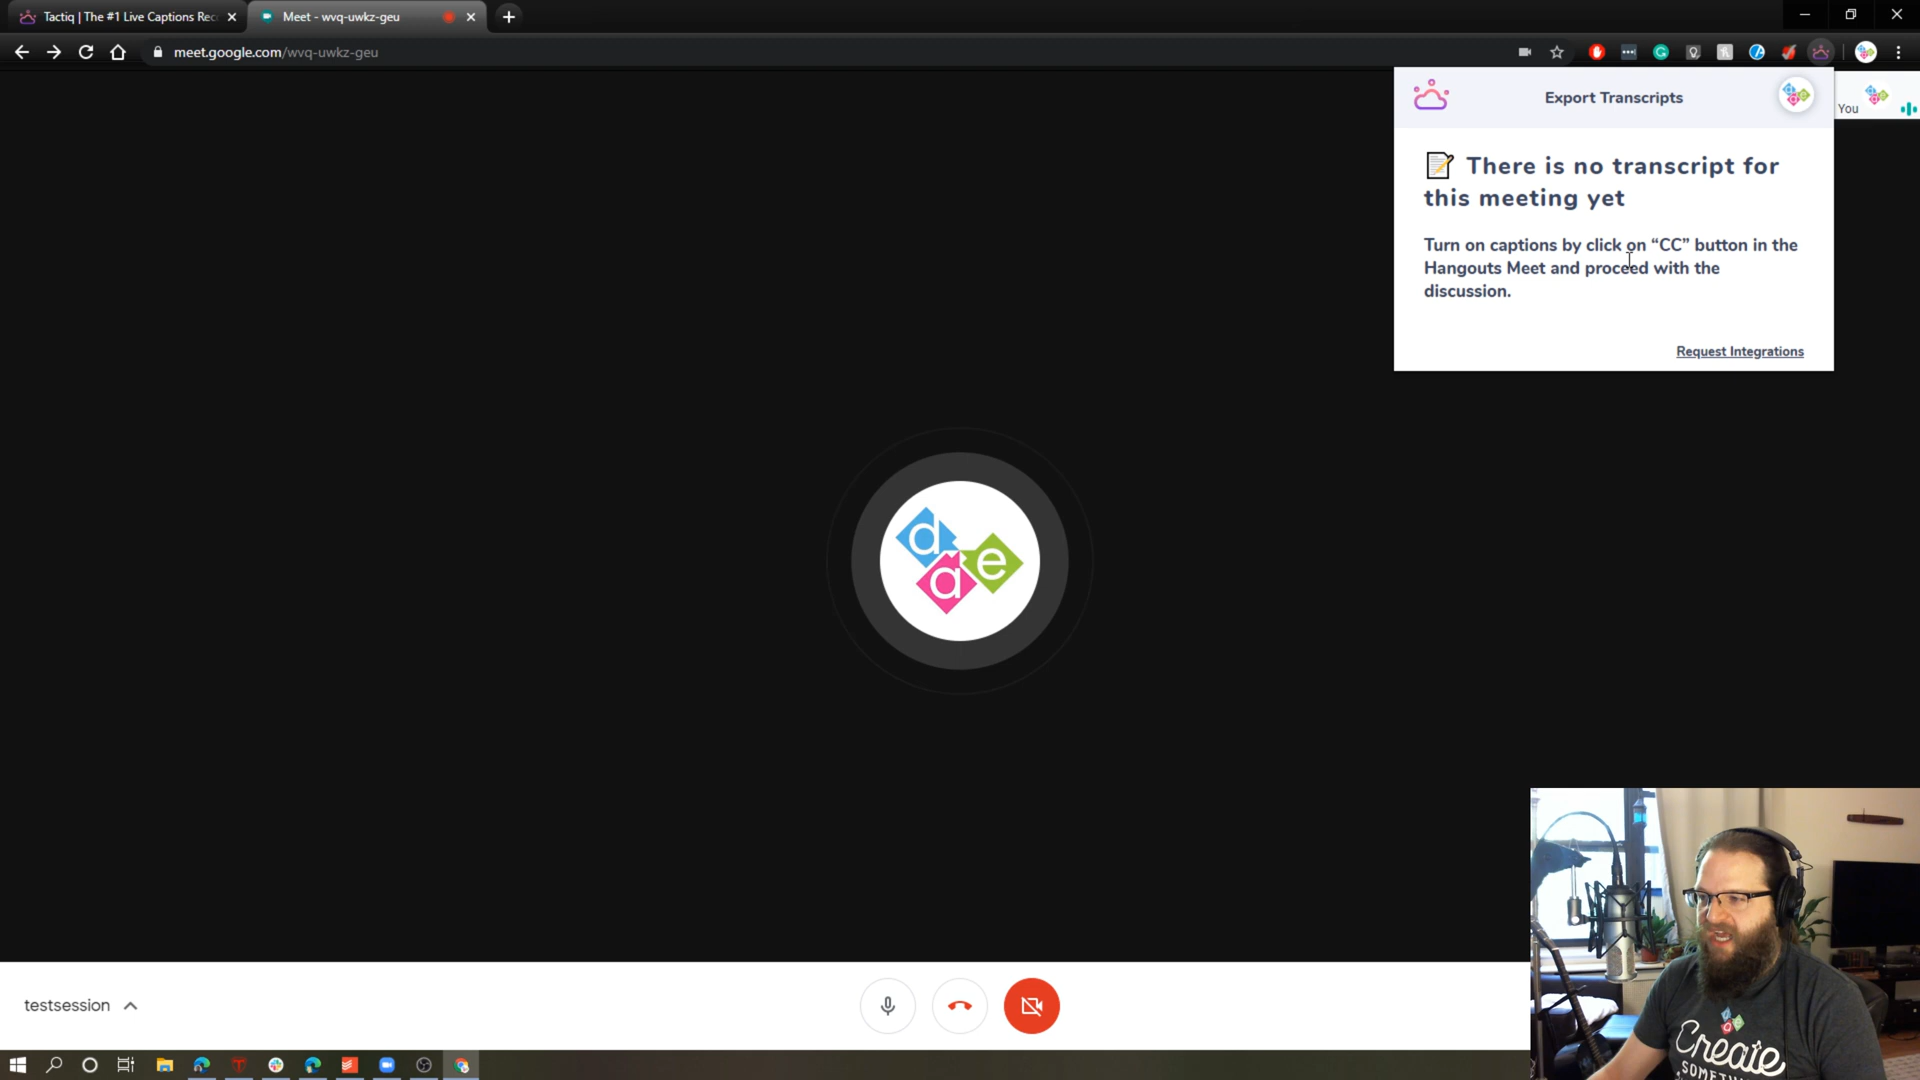 Tactiq | The #1 Live Captions Rec
Meet - wvq-uwkz-geu
meet.google.com/wvq-uwkz-geu
Export Transcripts
You
There is no transcript for
this meeting yet
Turn on captions by click on “CC” button in the
Hangouts Meet and proceed with the
discussion.
Request Integrations
d
a
e
testsession
Create
SOMETH